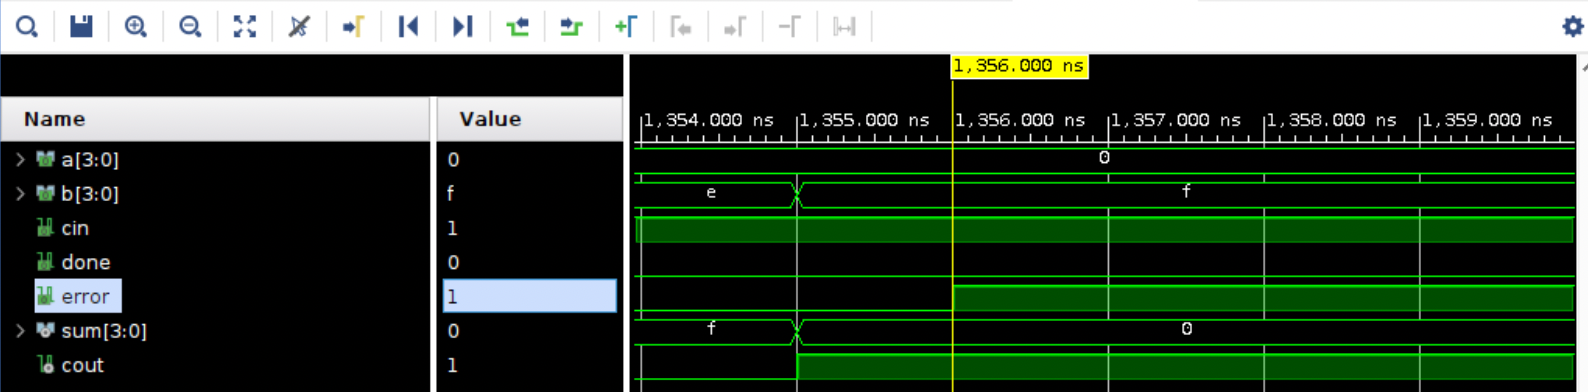 1,356.000 ns
1,354.000 ns 1,355.000 ns 1,356.000 ns 1,357.000 ns 1,358.000 ns 1,359.000 ns
Name Value
a[3:0] 0 0
b[3:0] f e f
cin 1
done 0
error 1
sum[3:0] 0 f 0
cout 1